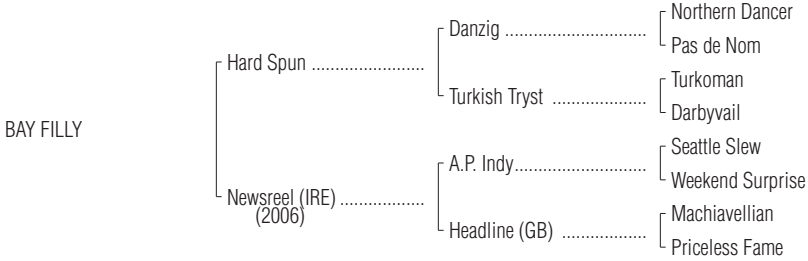 Northern Dancer
Danzig ..............................
Pas de Nom
Hard Spun ........................
Turkoman
Turkish Tryst ....................
Darbyvail
BAY FILLY
Seattle Slew
A.P. Indy............................
Weekend Surprise
Newsreel (IRE) ..................
(2006)
Machiavellian
Headline (GB) ..................
Priceless Fame